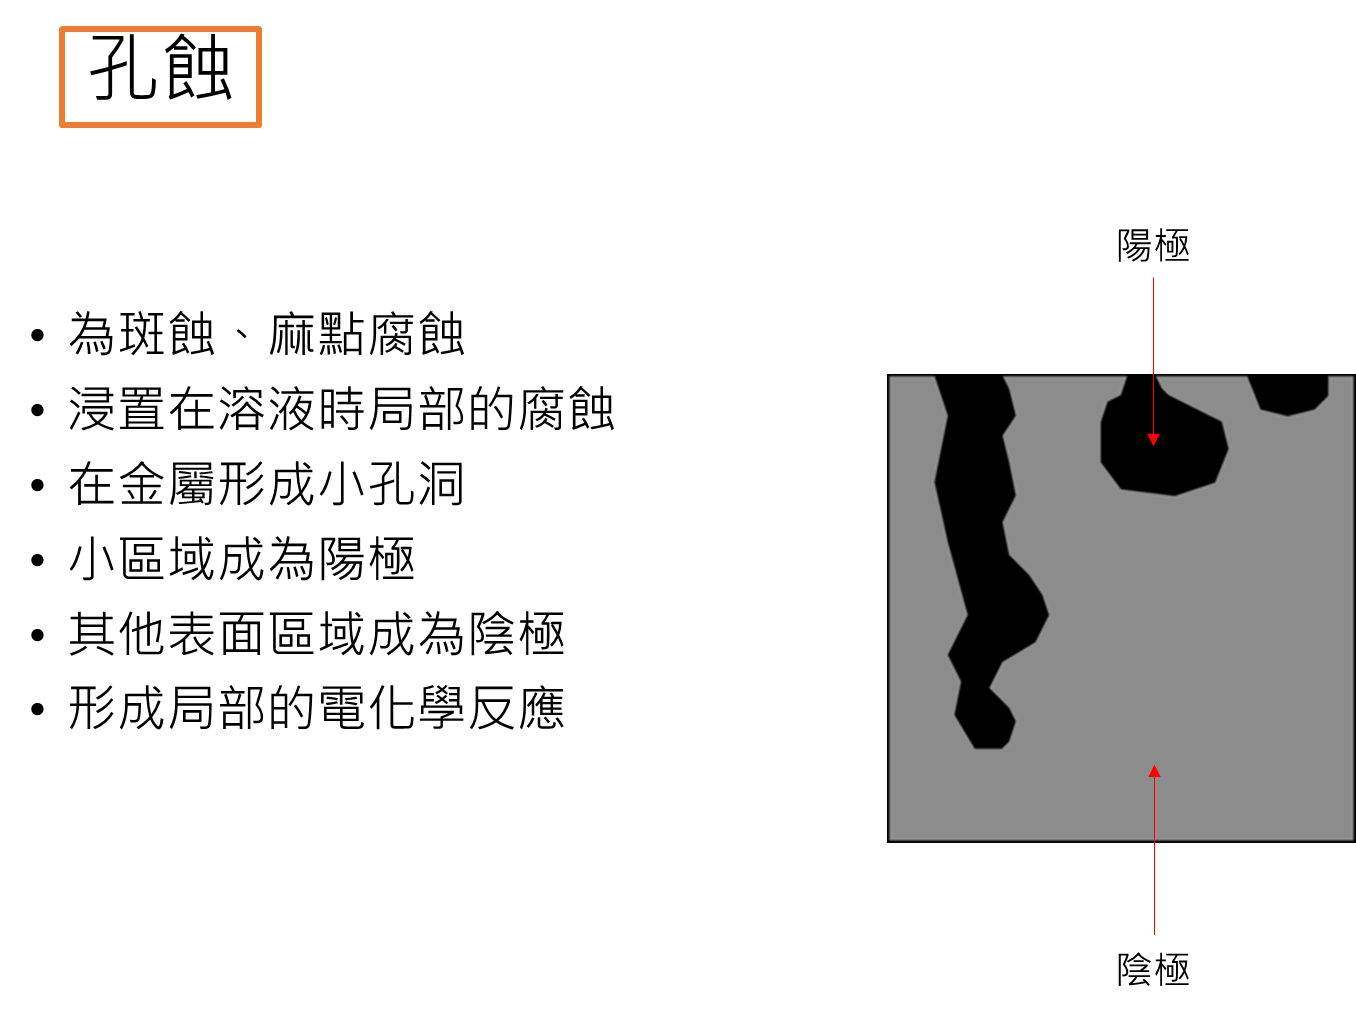 孔蝕
• 為斑蝕、麻點腐蝕
• 浸置在溶液時局部的腐蝕
• 在金屬形成小孔洞
• 小區域成為陽極
• 其他表面區域成為陰極
• 形成局部的電化學反應
陽極
陰極